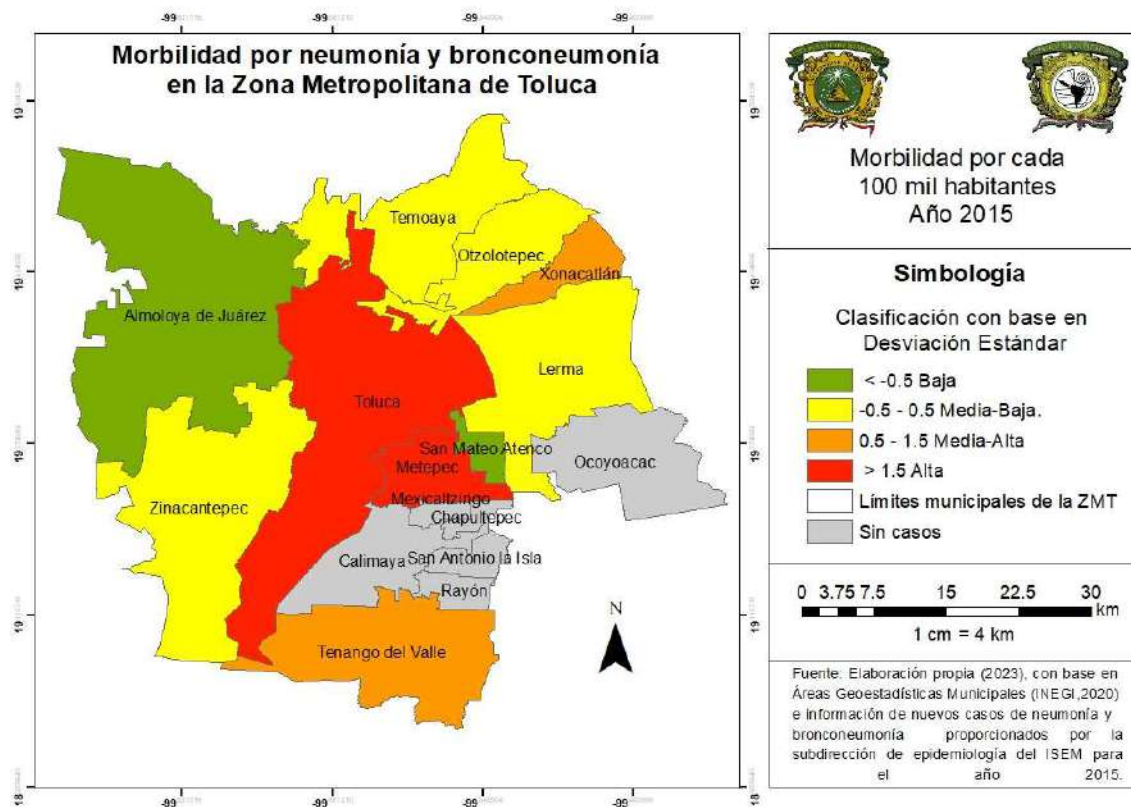 Morbilidad por neumonía y bronconeumonía
en la Zona Metropolitana de Toluca
Temoaya
Otzolotepec
Xonacatlán
Almoloya de Juárez
Lerma
Toluca
San Mateo Atenco
Ocoyoacac
Metepec
Mexicaltzingo
Zinacantepec
Chapultepec
Calimaya
San Antonio la Isla
Rayón
N
Tenango del Valle
Morbilidad por cada
100 mil habitantes
Año 2015
Simbología
Clasificación con base en
Desviación Estándar
< -0.5 Baja
-0.5 - 0.5 Media-Baja.
0.5 - 1.5 Media-Alta
> 1.5 Alta
Límites municipales de la ZMT
Sin casos
0 3.75 7.5 15 22.5 30
km
1 cm = 4 km
Fuente: Elaboración propia (2023), con base en
Áreas Geoestadísticas Municipales (INEGI,2020)
e información de nuevos casos de neumonía y
bronconeumonía proporcionados por la
subdirección de epidemiología del ISEM para
el año 2015.